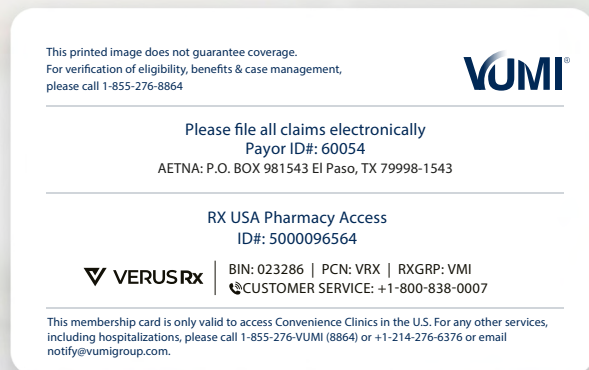 This printed image does not guarantee coverage.
For verification of eligibility, benefits & case management,
please call 1-855-276-8864
VUMI®
Please file all claims electronically
Payor ID#: 60054
AETNA: P.O. BOX 981543 El Paso, TX 79998-1543
RX USA Pharmacy Access
ID#: 5000096564
VERUS Rx
BIN: 023286 | PCN: VRX | RXGRP: VMI
CUSTOMER SERVICE: +1-800-838-0007
This membership card is only valid to access Convenience Clinics in the U.S. For any other services,
including hospitalizations, please call 1-855-276-VUMI (8864) or +1-214-276-6376 or email
notify@vumigroup.com.